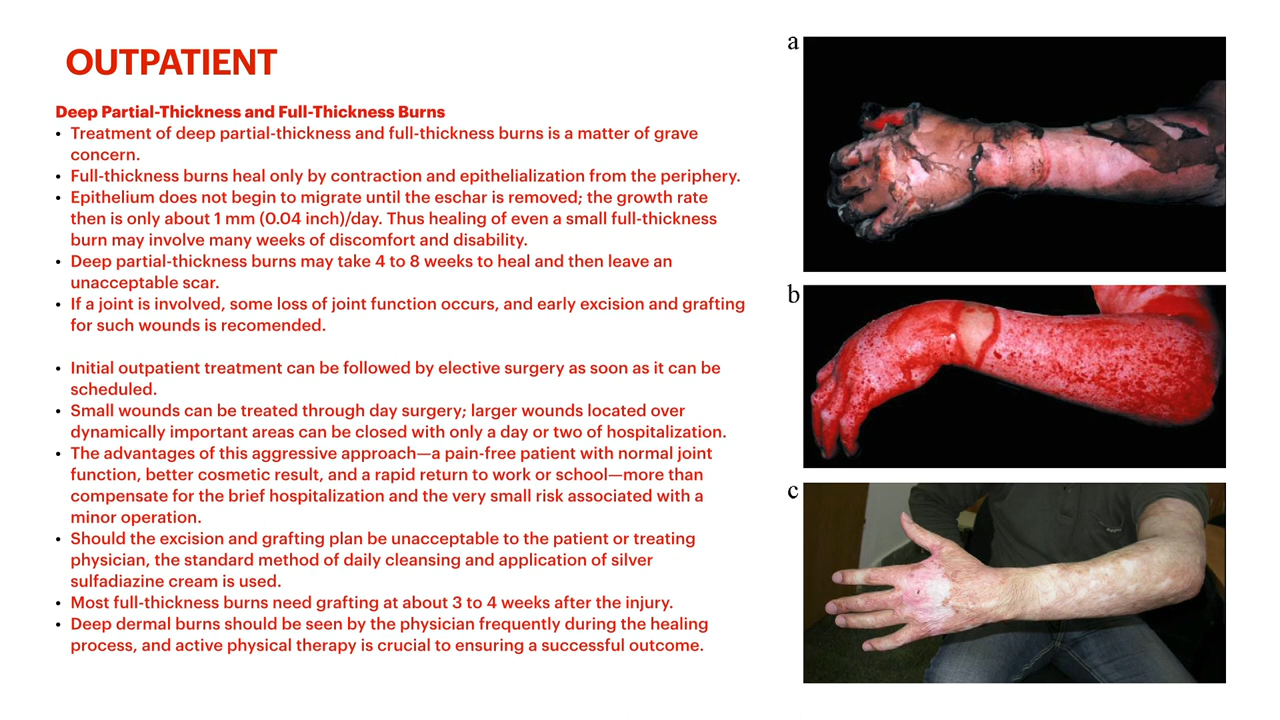 OUTPATIENT
Deep Partial-Thickness and Full-Thickness Burns
• Treatment of deep partial-thickness and full-thickness burns is a matter of grave
concern.
• Full-thickness burns heal only by contraction and epithelialization from the periphery.
• Epithelium does not begin to migrate until the eschar is removed; the growth rate
then is only about 1 mm (0.04 inch)/day. Thus healing of even a small full-thickness
burn may involve many weeks of discomfort and disability.
• Deep partial-thickness burns may take 4 to 8 weeks to heal and then leave an
unacceptable scar.
• If a joint is involved, some loss of joint function occurs, and early excision and grafting
for such wounds is recomended.
• Initial outpatient treatment can be followed by elective surgery as soon as it can be
scheduled.
• Small wounds can be treated through day surgery; larger wounds located over
dynamically important areas can be closed with only a day or two of hospitalization.
• The advantages of this aggressive approach—a pain-free patient with normal joint
function, better cosmetic result, and a rapid return to work or school—more than
compensate for the brief hospitalization and the very small risk associated with a
minor operation.
• Should the excision and grafting plan be unacceptable to the patient or treating
physician, the standard method of daily cleansing and application of silver
sulfadiazine cream is used.
• Most full-thickness burns need grafting at about 3 to 4 weeks after the injury.
• Deep dermal burns should be seen by the physician frequently during the healing
process, and active physical therapy is crucial to ensuring a successful outcome.
a
b
c